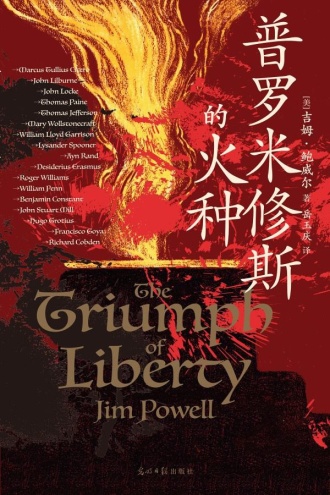 普罗米修斯
的火种
[美] 吉姆·鲍威尔 著
译
→Marcus Tullius Cicero
→John Lilburne
→John Locke
→Thomas Paine
→Thomas Jefferson
→Mary Wollstonecraft
William Lloyd Garrison
→Lysander Spooner
→Ayn Rand
→Desiderius Erasmus
→Roger Williams
→William Penn
→Benjamin Constant
→John Stuart Mill
→Hugo Grotius
→Francisco Goya
→Richard Cobden
The
Triumph
of
Liberty
Jim Powell
光明日报出版社